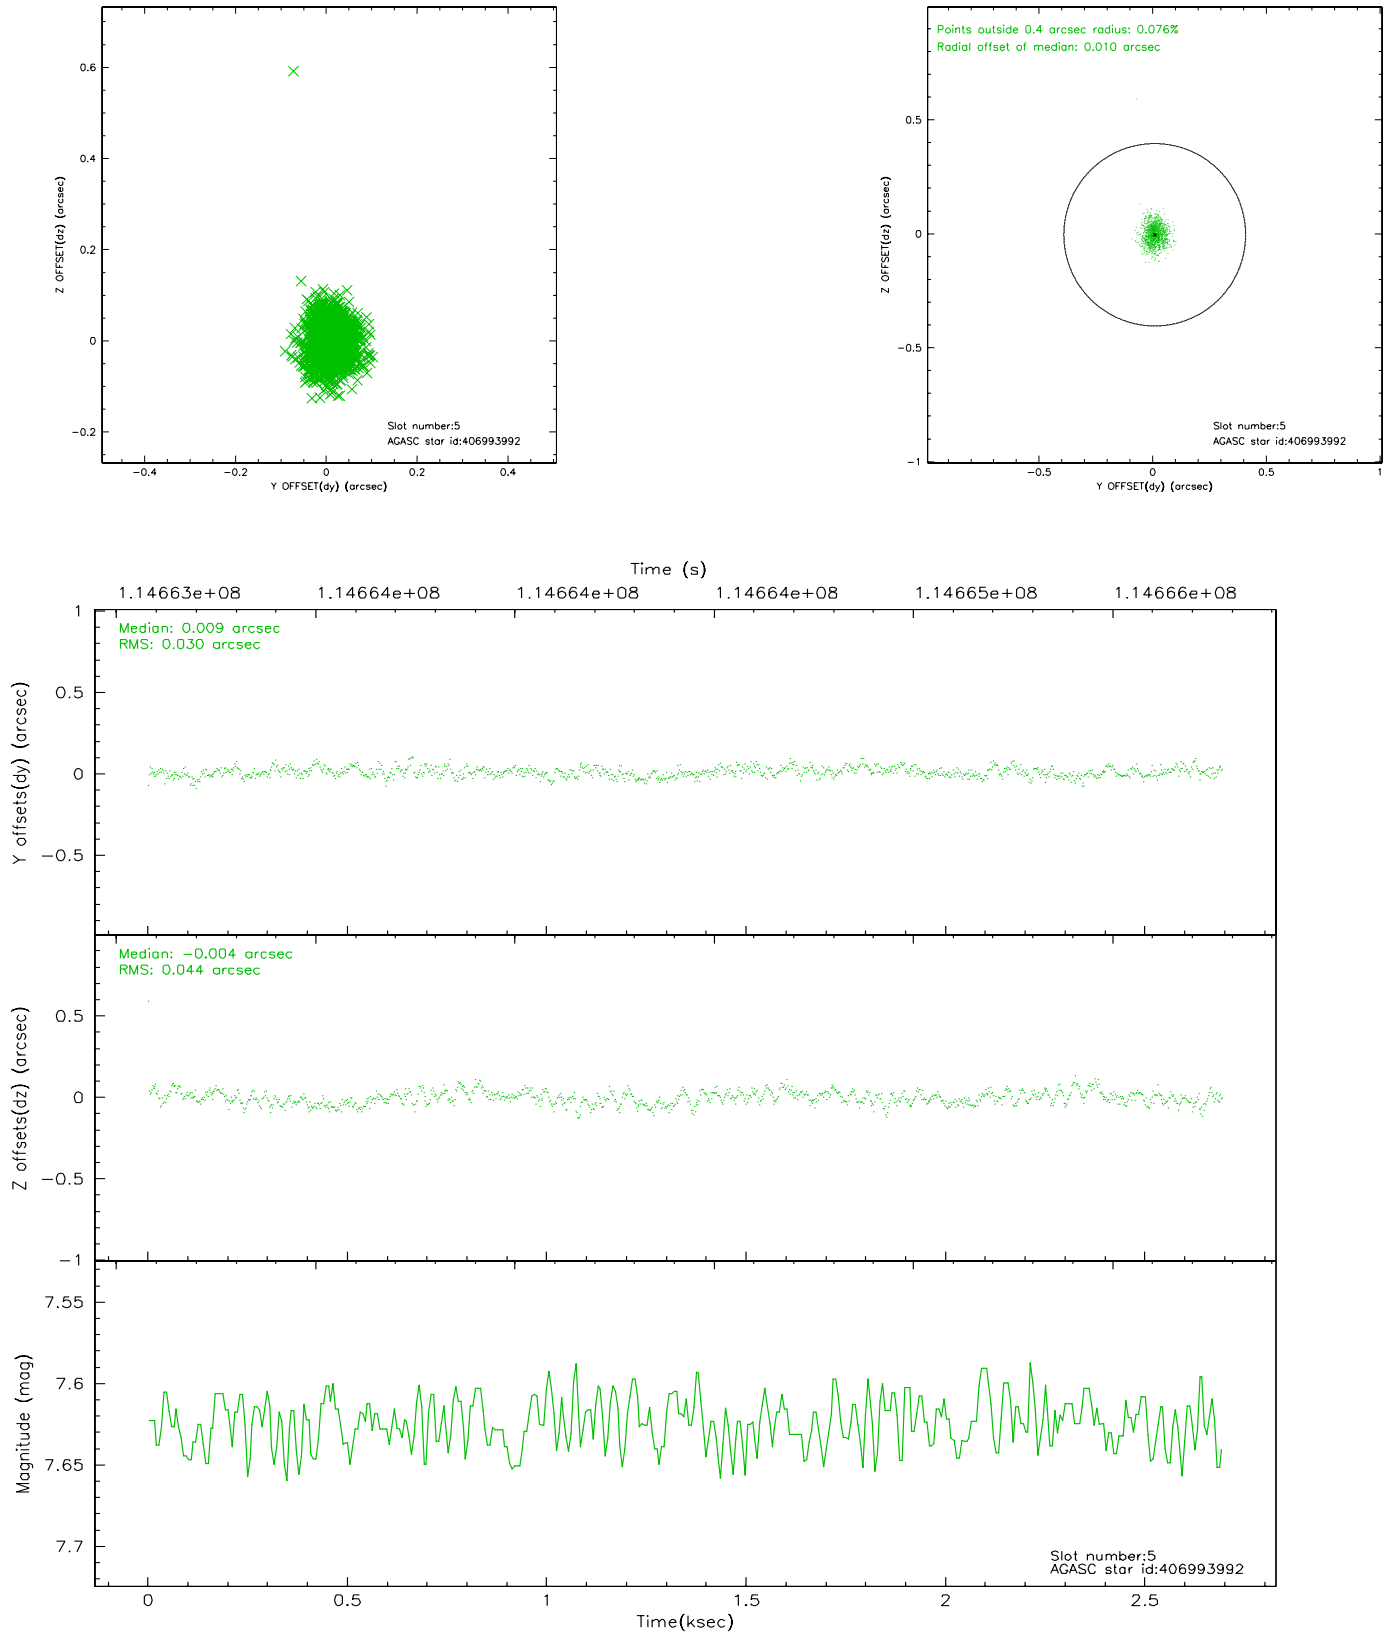 0.6
0.4
0.2
0
−0.2
Z OFFSET(dz) (arcsec)
Slot number:5
AGASC star id:406993992
−0.4 −0.2 0 0.2 0.4
Y OFFSET(dy) (arcsec)
Points outside 0.4 arcsec radius: 0.076%
Radial offset of median: 0.010 arcsec
0.5
0
−0.5
−1
Z OFFSET(dz) (arcsec)
Slot number:5
AGASC star id:406993992
−0.5 0 0.5 1
Y OFFSET(dy) (arcsec)
Time (s)
1.14663e+08 1.14664e+08 1.14664e+08 1.14664e+08 1.14665e+08 1.14666e+08
Median: 0.009 arcsec
RMS: 0.030 arcsec
1
0.5
0
−0.5
Y offsets(dy) (arcsec)
Median: −0.004 arcsec
RMS: 0.044 arcsec
0.5
0
−0.5
−1
Z offsets(dz) (arcsec)
7.55
7.6
7.65
7.7
Magnitude (mag)
Slot number:5
AGASC star id:406993992
0 0.5 1 1.5 2 2.5
Time(ksec)